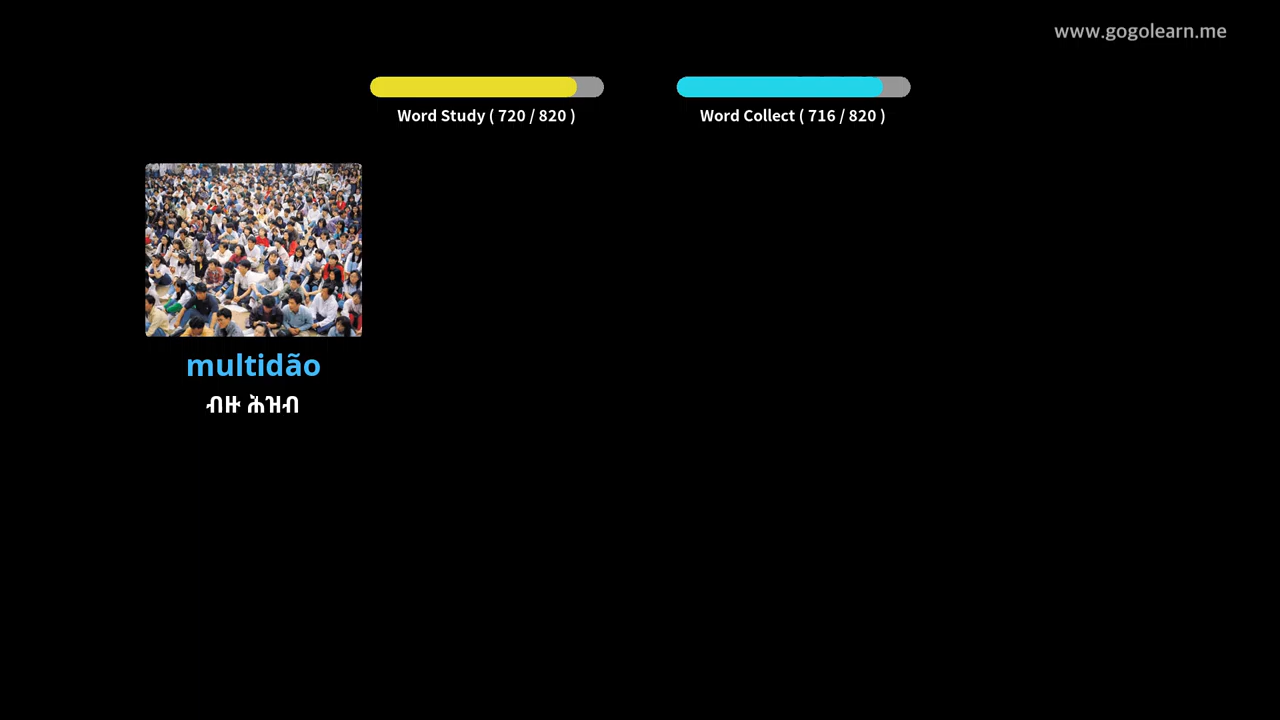 www.gogolearn.me
Word Study ( 720 / 820 )
Word Collect ( 716 / 820 )
multidão
ብዙ ሕዝብ